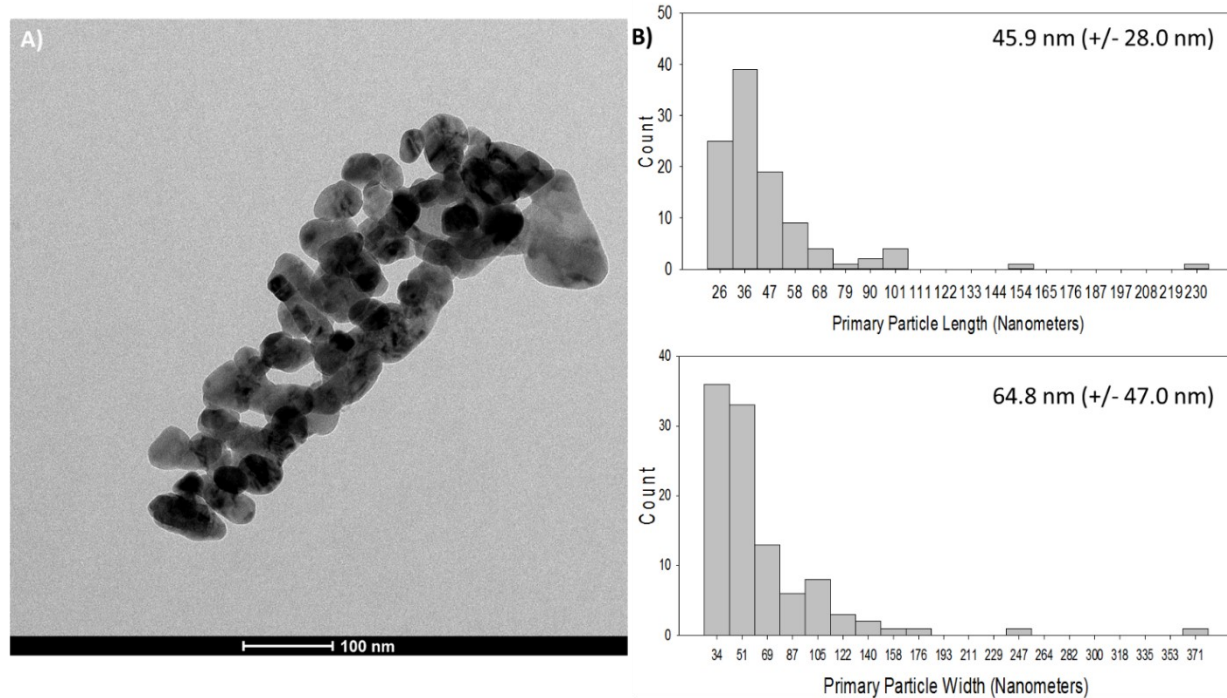 A)
100 nm
B)
45.9 nm (+/- 28.0 nm)
50
40
30
20
10
0
Count
26 36 47 58 68 79 90 101 111 122 133 144 154 165 176 187 197 208 219 230
Primary Particle Length (Nanometers)
64.8 nm (+/- 47.0 nm)
40
30
20
10
0
Count
34 51 69 87 105 122 140 158 176 193 211 229 247 264 282 300 318 335 353 371
Primary Particle Width (Nanometers)